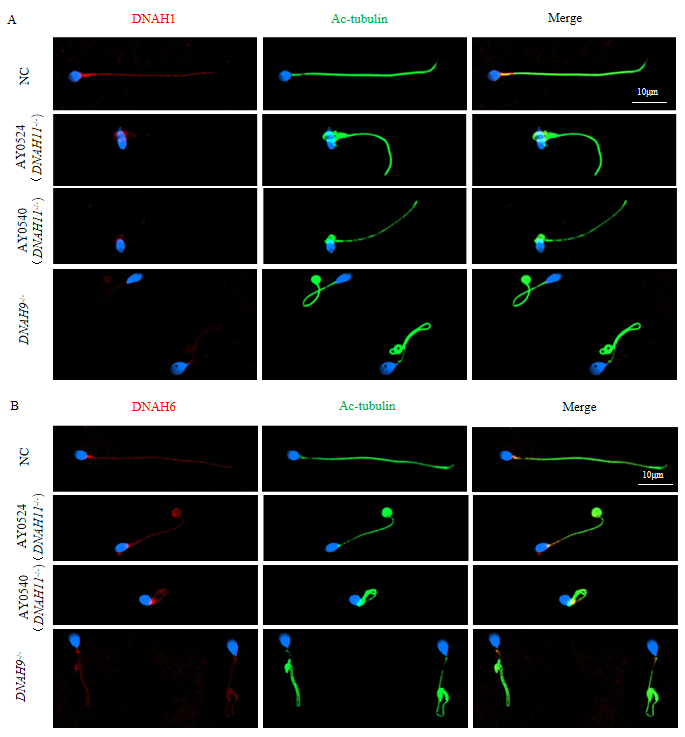 A
DNAH1 Ac-tubulin Merge
NC
10μm
AY0524
(DNAH11-/-)
AY0540
(DNAH11-/-)
DNAH9-/-
B
DNAH6 Ac-tubulin Merge
NC
10μm
AY0524
(DNAH11-/-)
AY0540
(DNAH11-/-)
DNAH9-/-